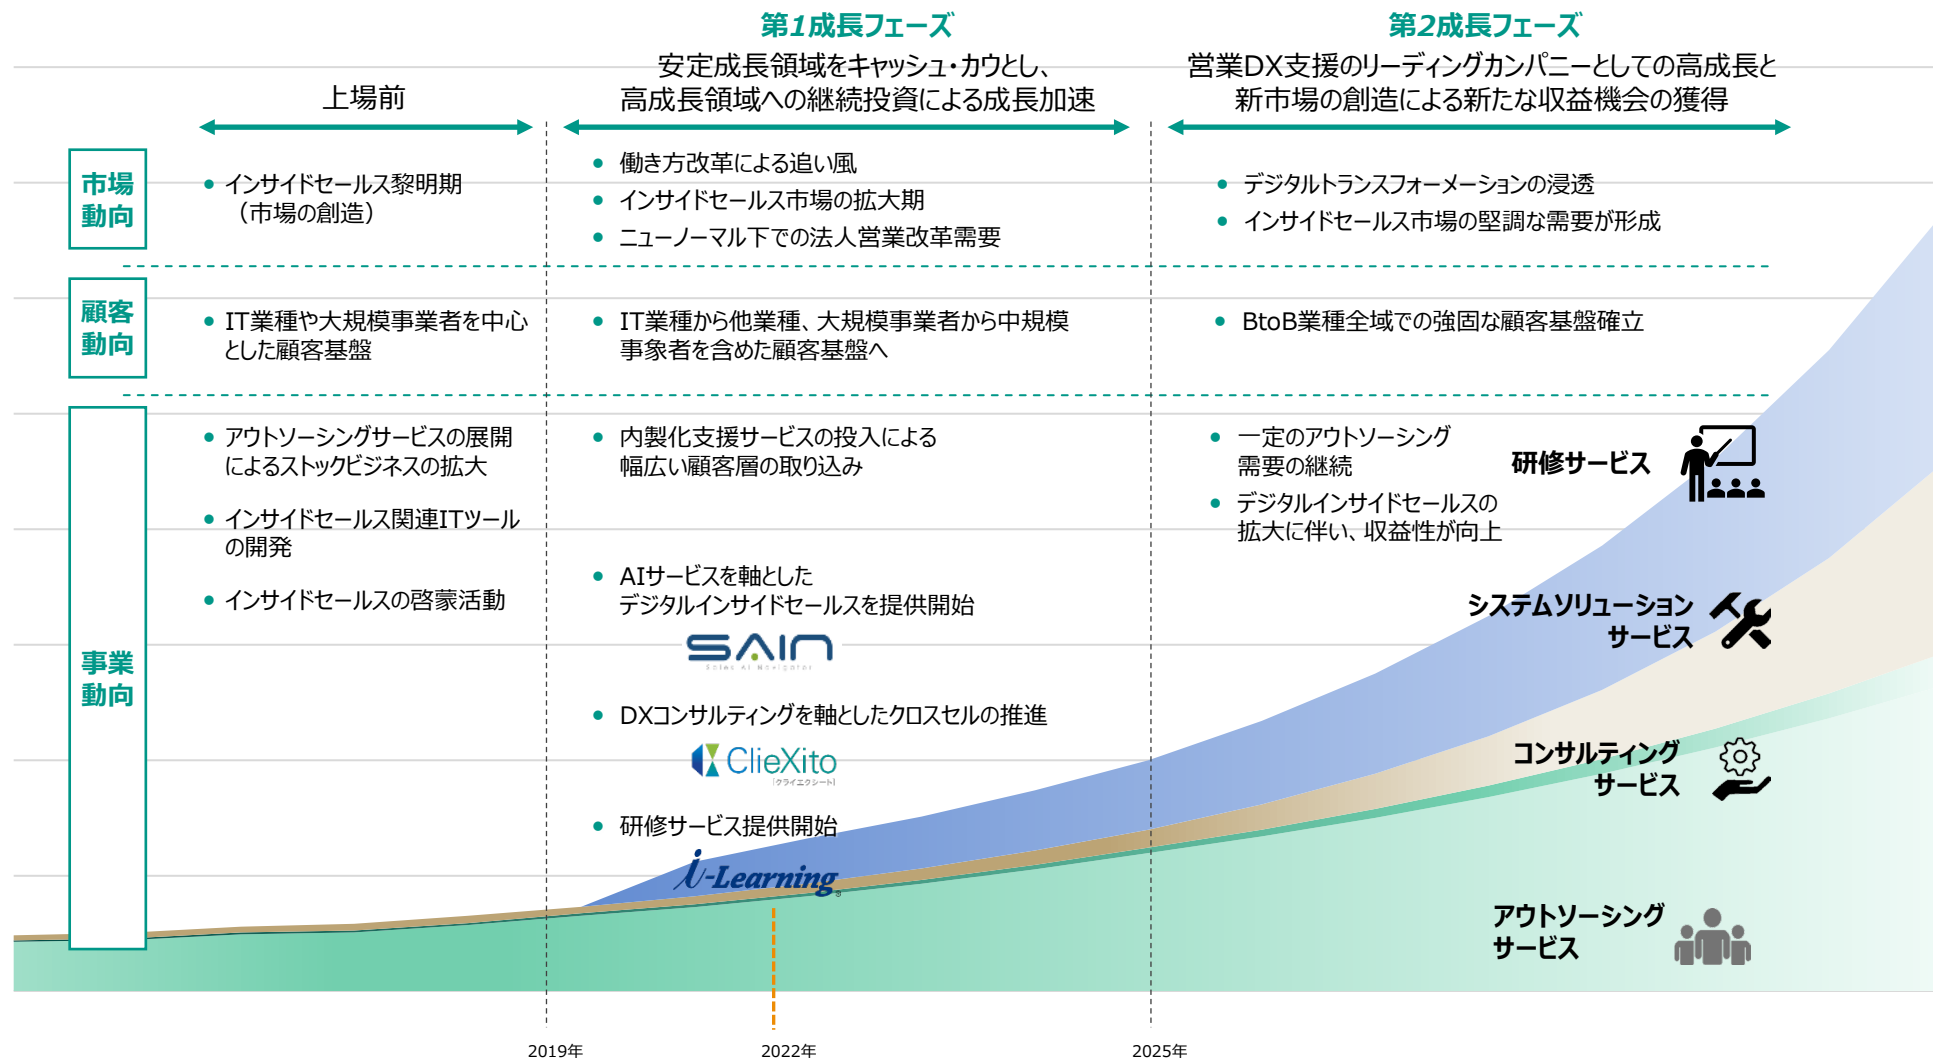 第1成長フェーズ
第2成長フェーズ
上場前
安定成長領域をキャッシュ・カウとし、
高成長領域への継続投資による成長加速
営業DX支援のリーディングカンパニーとしての高成長と
新市場の創造による新たな収益機会の獲得
市場
動向
• インサイドセールス黎明期
（市場の創造）
• 働き方改革による追い風
• インサイドセールス市場の拡大期
• ニューノーマル下での法人営業改革需要
• デジタルトランスフォーメーションの浸透
• インサイドセールス市場の堅調な需要が形成
顧客
動向
• IT業種や大規模事業者を中心
とした顧客基盤
• IT業種から他業種、大規模事業者から中規模
事象者を含めた顧客基盤へ
• BtoB業種全域での強固な顧客基盤確立
事業
動向
• アウトソーシングサービスの展開
によるストックビジネスの拡大
• インサイドセールス関連ITツール
の開発
• インサイドセールスの啓蒙活動
• 内製化支援サービスの投入による
幅広い顧客層の取り込み
• AIサービスを軸とした
デジタルインサイドセールスを提供開始
SAIN
Sales AI Navigator
• DXコンサルティングを軸としたクロスセルの推進
ClieXito
［クライエクシート］
• 研修サービス提供開始
i-Learning®
• 一定のアウトソーシング
需要の継続
• デジタルインサイドセールスの
拡大に伴い、収益性が向上
研修サービス
システムソリューション
サービス
コンサルティング
サービス
アウトソーシング
サービス
2019年
2022年
2025年